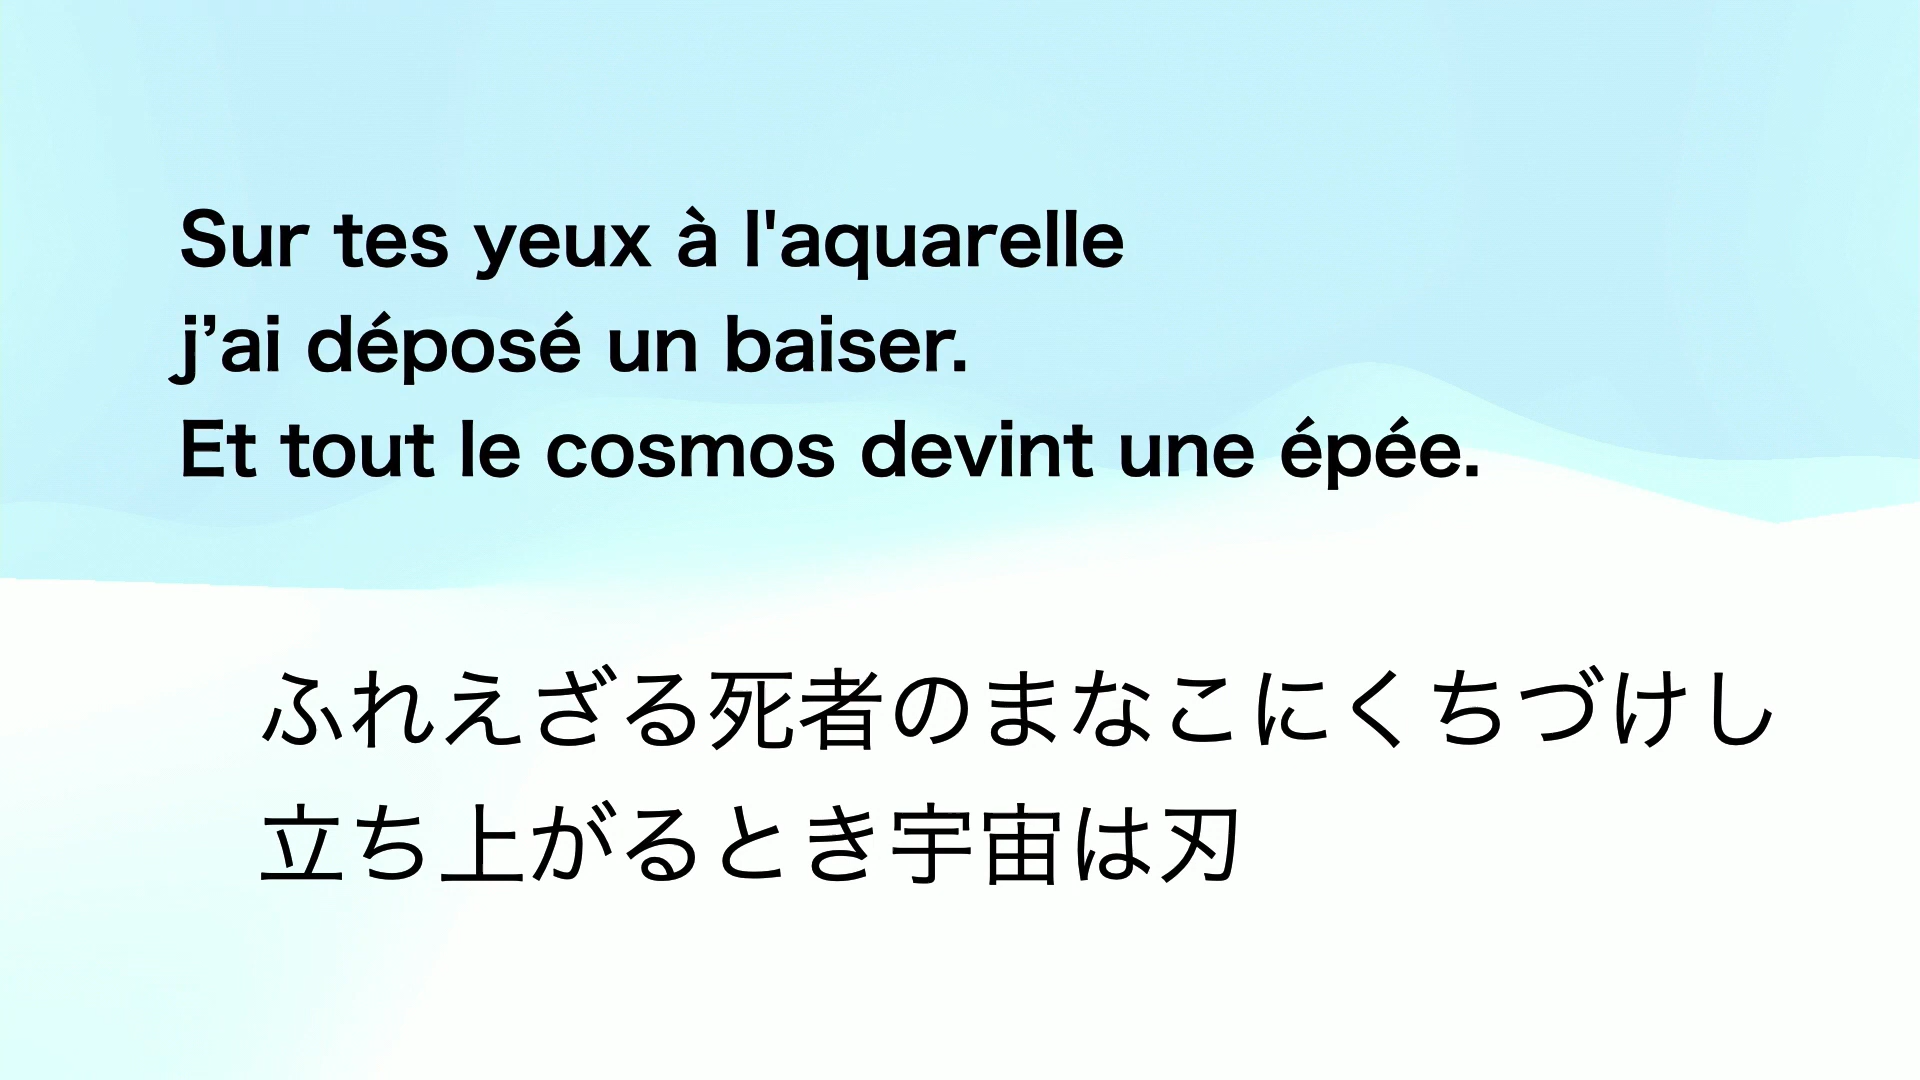 Sur tes yeux à l'aquarelle
j’ai déposé un baiser.
Et tout le cosmos devint une épée.
ふれえざる死者のまなこにくちづけし
立ち上がるとき宇宙は刃